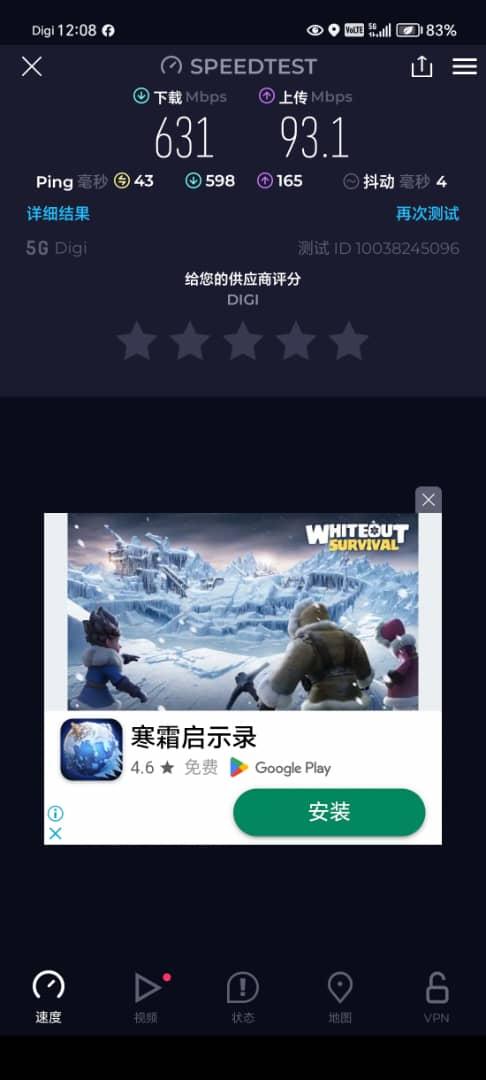 Digi 12:08 VoLTE 5G 83%
SPEEDTEST
下载 Mbps 上传 Mbps
631 93.1
Ping 毫秒 43 598 165 抖动 毫秒 4
详细结果 再次测试
5G Digi 测试 ID 10038245096
给您的供应商评分
DIGI
WHITEOUT
SURVIVAL
寒霜启示录
4.6 ★ 免费 Google Play
安装
速度 视频 状态 地图 VPN